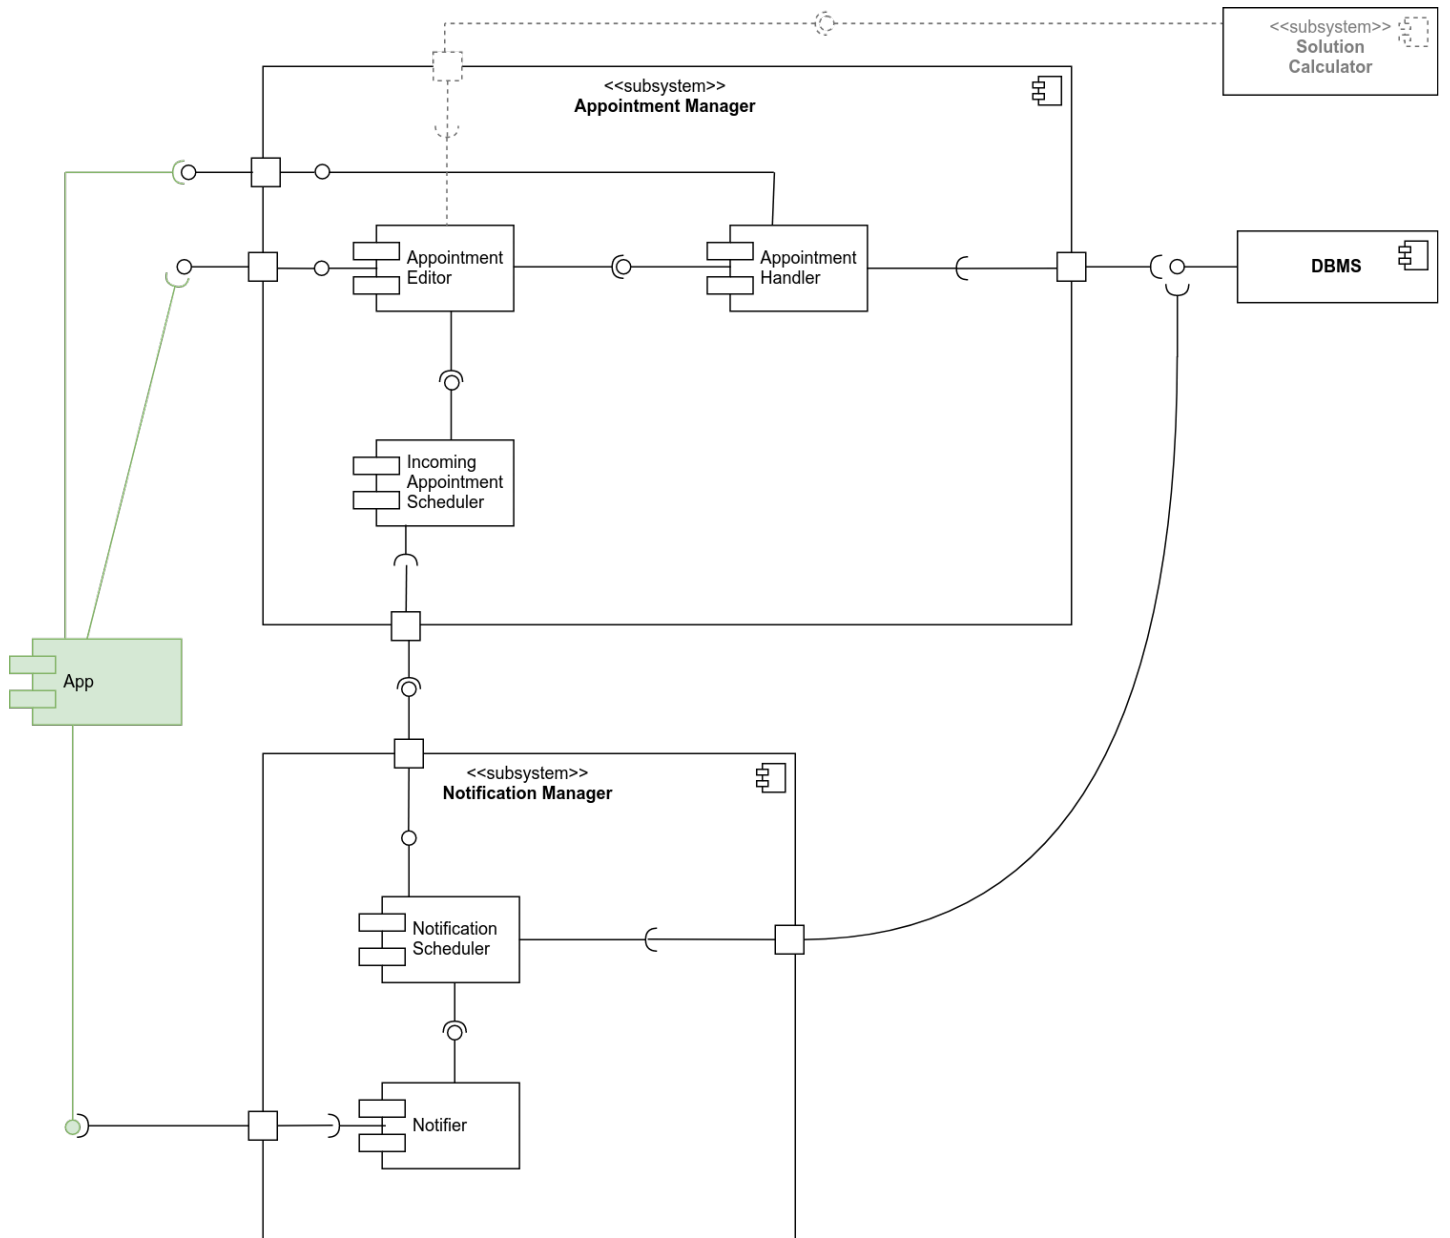 <<subsystem>>
Solution
Calculator
<<subsystem>>
Appointment Manager
Appointment
Editor
Appointment
Handler
DBMS
Incoming
Appointment
Scheduler
App
<<subsystem>>
Notification Manager
Notification
Scheduler
Notifier